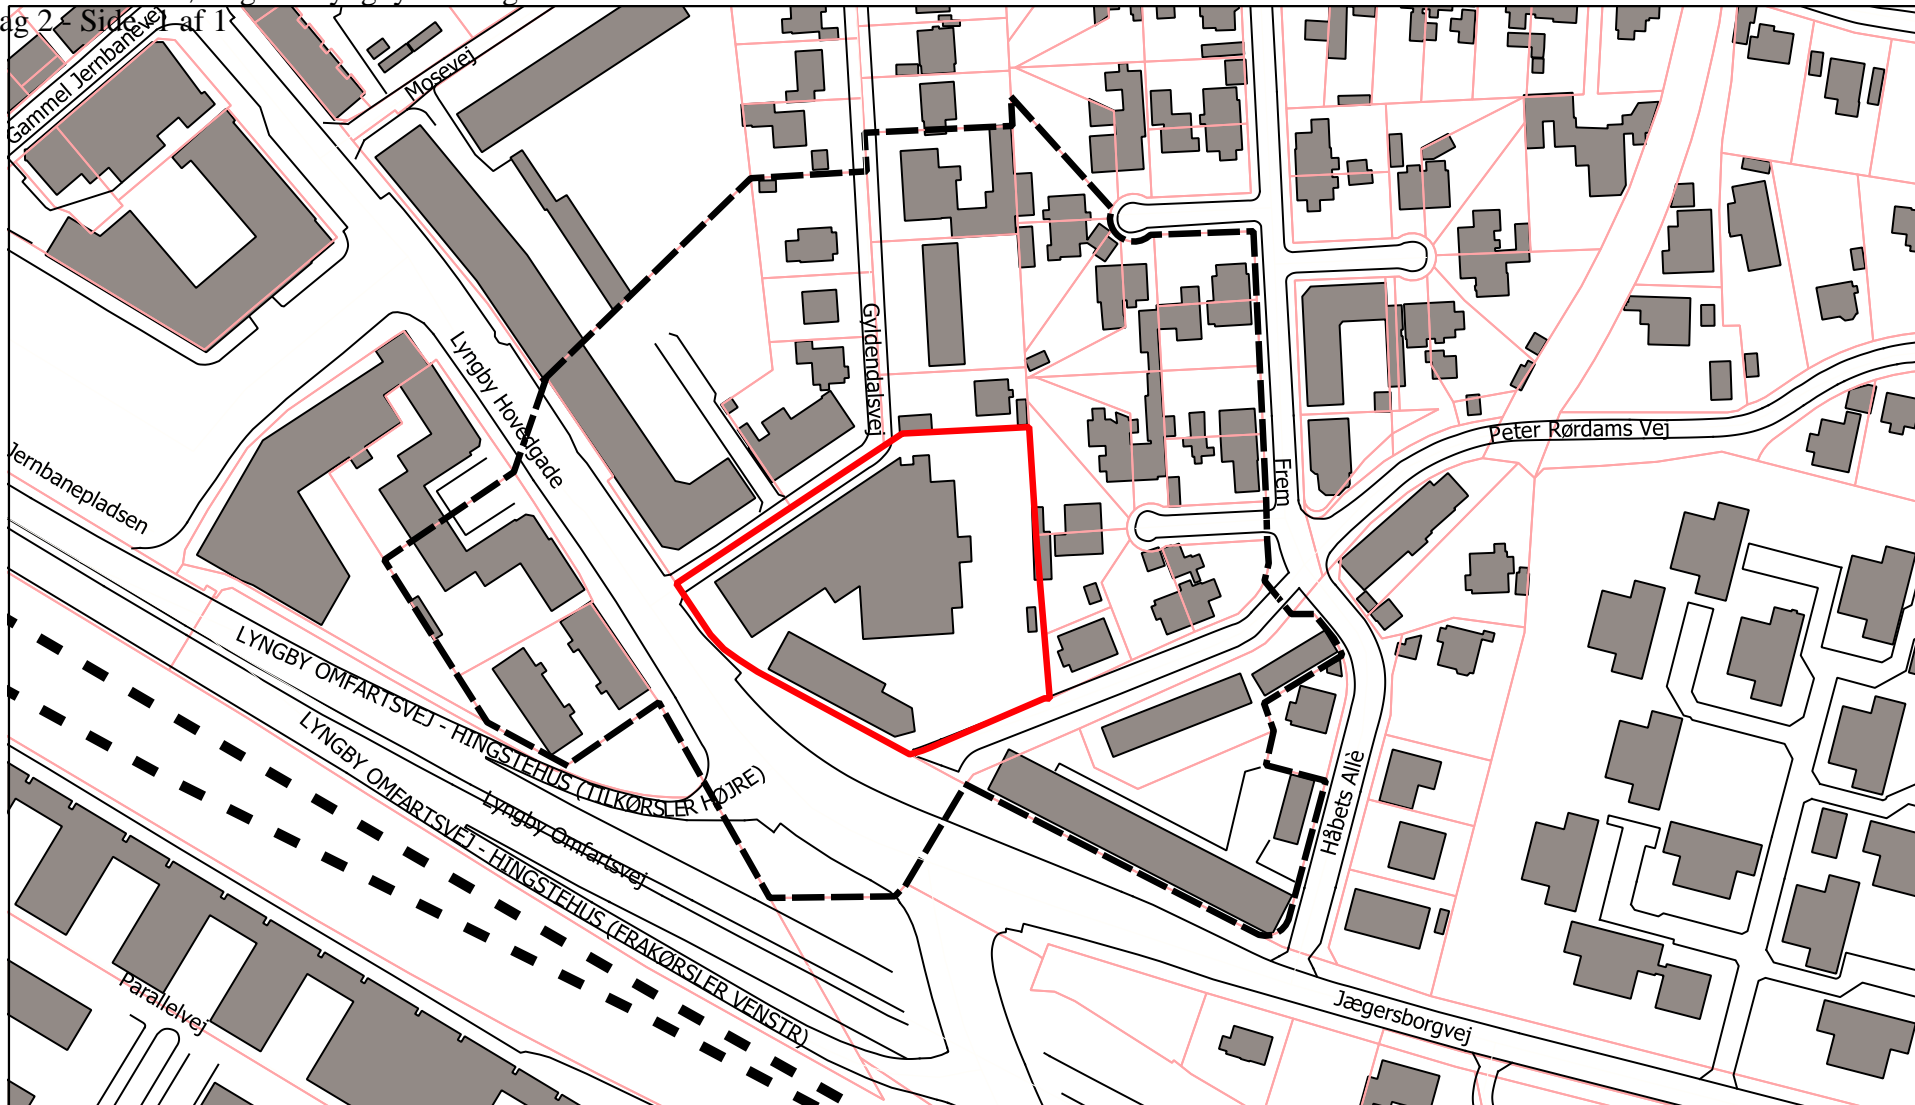 ag 2 - Side 1 af 1
Gammel Jernbanevej
Mosevej
Lyngby Hovedgade
Gyldendalsvej
Jernbanepladsen
Frem
Peter Rørdams Vej
LYNGBY OMFARTSVEJ - HINGSTEHUS (TILKØRSLER HØJRE)
LYNGBY OMFARTSVEJ - HINGSTEHUS (FRAKØRSLER VENSTR)
Lyngby Omfartsvej
Håbets Allè
Parallelvej
Jægersborgvej